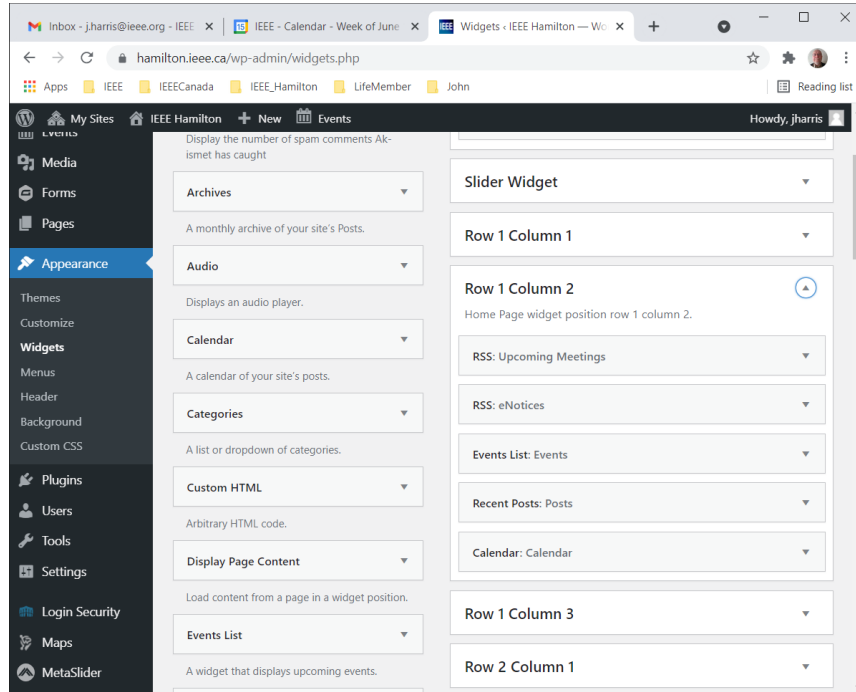 Inbox - j.harris@ieee.org - IEEE
IEEE - Calendar - Week of June
Widgets ‹ IEEE Hamilton — Wo
hamilton.ieee.ca/wp-admin/widgets.php
Apps
IEEE
IEEECanada
IEEE_Hamilton
LifeMember
John
Reading list
My Sites
IEEE Hamilton
New
Events
Howdy, jharris
Events
Media
Forms
Pages
Appearance
Themes
Customize
Widgets
Menus
Header
Background
Custom CSS
Plugins
Users
Tools
Settings
Login Security
Maps
MetaSlider
Display the number of spam comments Ak-
ismet has caught
Archives
A monthly archive of your site's Posts.
Audio
Displays an audio player.
Calendar
A calendar of your site's posts.
Categories
A list or dropdown of categories.
Custom HTML
Arbitrary HTML code.
Display Page Content
Load content from a page in a widget position.
Events List
A widget that displays upcoming events.
Slider Widget
Row 1 Column 1
Row 1 Column 2
Home Page widget position row 1 column 2.
RSS: Upcoming Meetings
RSS: eNotices
Events List: Events
Recent Posts: Posts
Calendar: Calendar
Row 1 Column 3
Row 2 Column 1